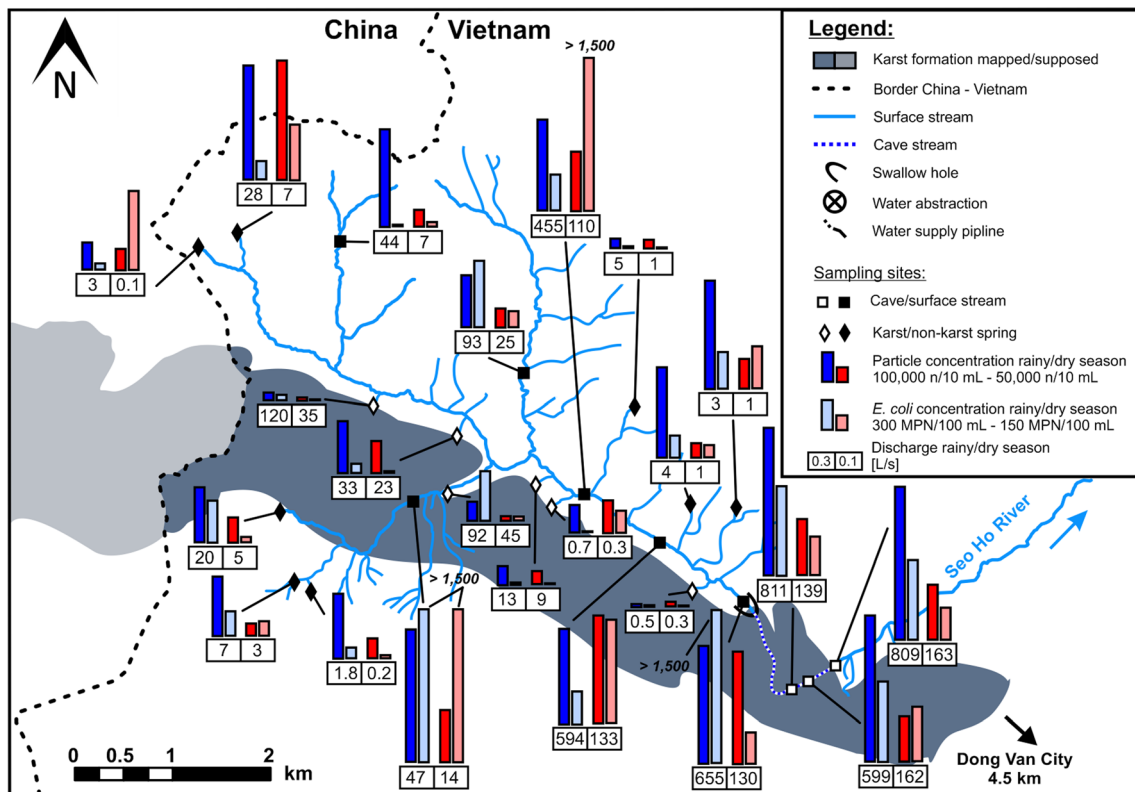 China Vietnam
N
> 1,500
28 7
44 7
455 110
5 1
3 0.1
93 25
3 1
120 35
4 1
33 23
92 45
0.7 0.3
20 5
> 1,500
13 9
811 139
Seo Ho River
0.5 0.3
7 3
1.8 0.2
> 1,500
809 163
594 133
47 14
655 130
599 162
0 0.5 1 2
km
Dong Van City
4.5 km
Legend:
Karst formation mapped/supposed
Border China - Vietnam
Surface stream
Cave stream
Swallow hole
Water abstraction
Water supply pipline
Sampling sites:
Cave/surface stream
Karst/non-karst spring
Particle concentration rainy/dry season
100,000 n/10 mL - 50,000 n/10 mL
E. coli concentration rainy/dry season
300 MPN/100 mL - 150 MPN/100 mL
0.3 0.1 Discharge rainy/dry season
[L/s]